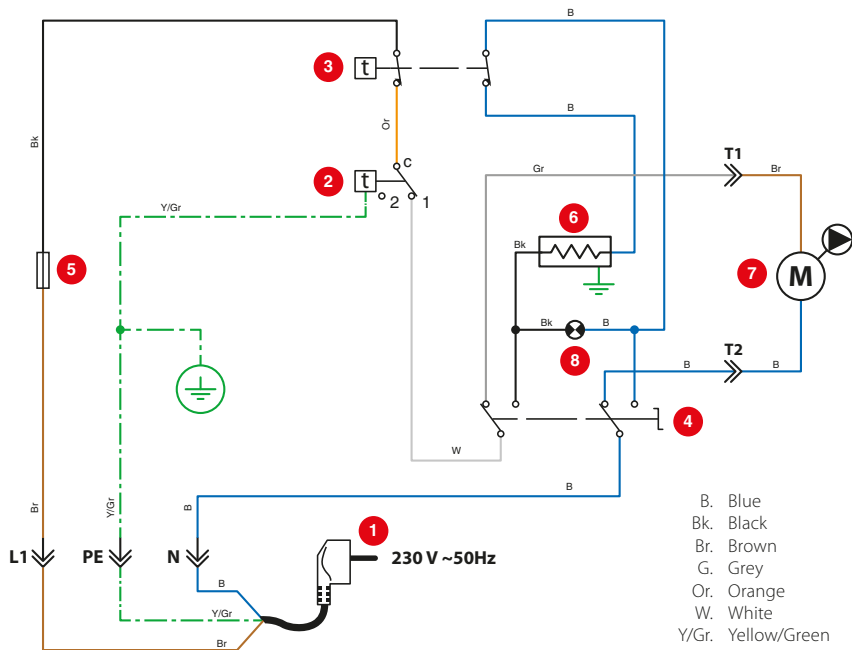 B
3
t
B
Bk
Or
C
T1
2
t
Gr
Br
2
1
Y/Gr
6
Bk
5
7
M
Bk
B
8
T2
B
B
4
W
B
Br
Y/Gr
B
1
L1
PE
N
230 V ~50Hz
B
Y/Gr
Br
B. Blue
Bk. Black
Br. Brown
G. Grey
Or. Orange
W. White
Y/Gr. Yellow/Green